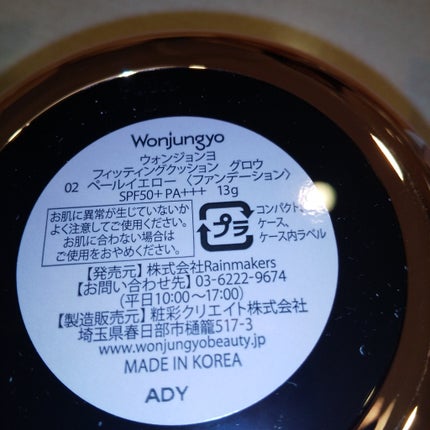 Wonjungyo
ウォンジョンヨ
フィッティングクッション グロウ
02 ペールイエロー〈ファンデーション〉
SPF50+ PA+++ 13g
お肌に異常が生じていないか
よく注意してご使用ください。
お肌に合わない場合は
ご使用をおやめください。
プラ
コンパクト、
ケース、
ケース内ラベル
【発売元】株式会社Rainmakers
【お問い合わせ先】03-6222-9674
(平日10:00～17:00)
【製造販売元】粧彩クリエイト株式会社
埼玉県春日部市樋籠517-3
www.wonjungyobeauty.jp
MADE IN KOREA
ADY